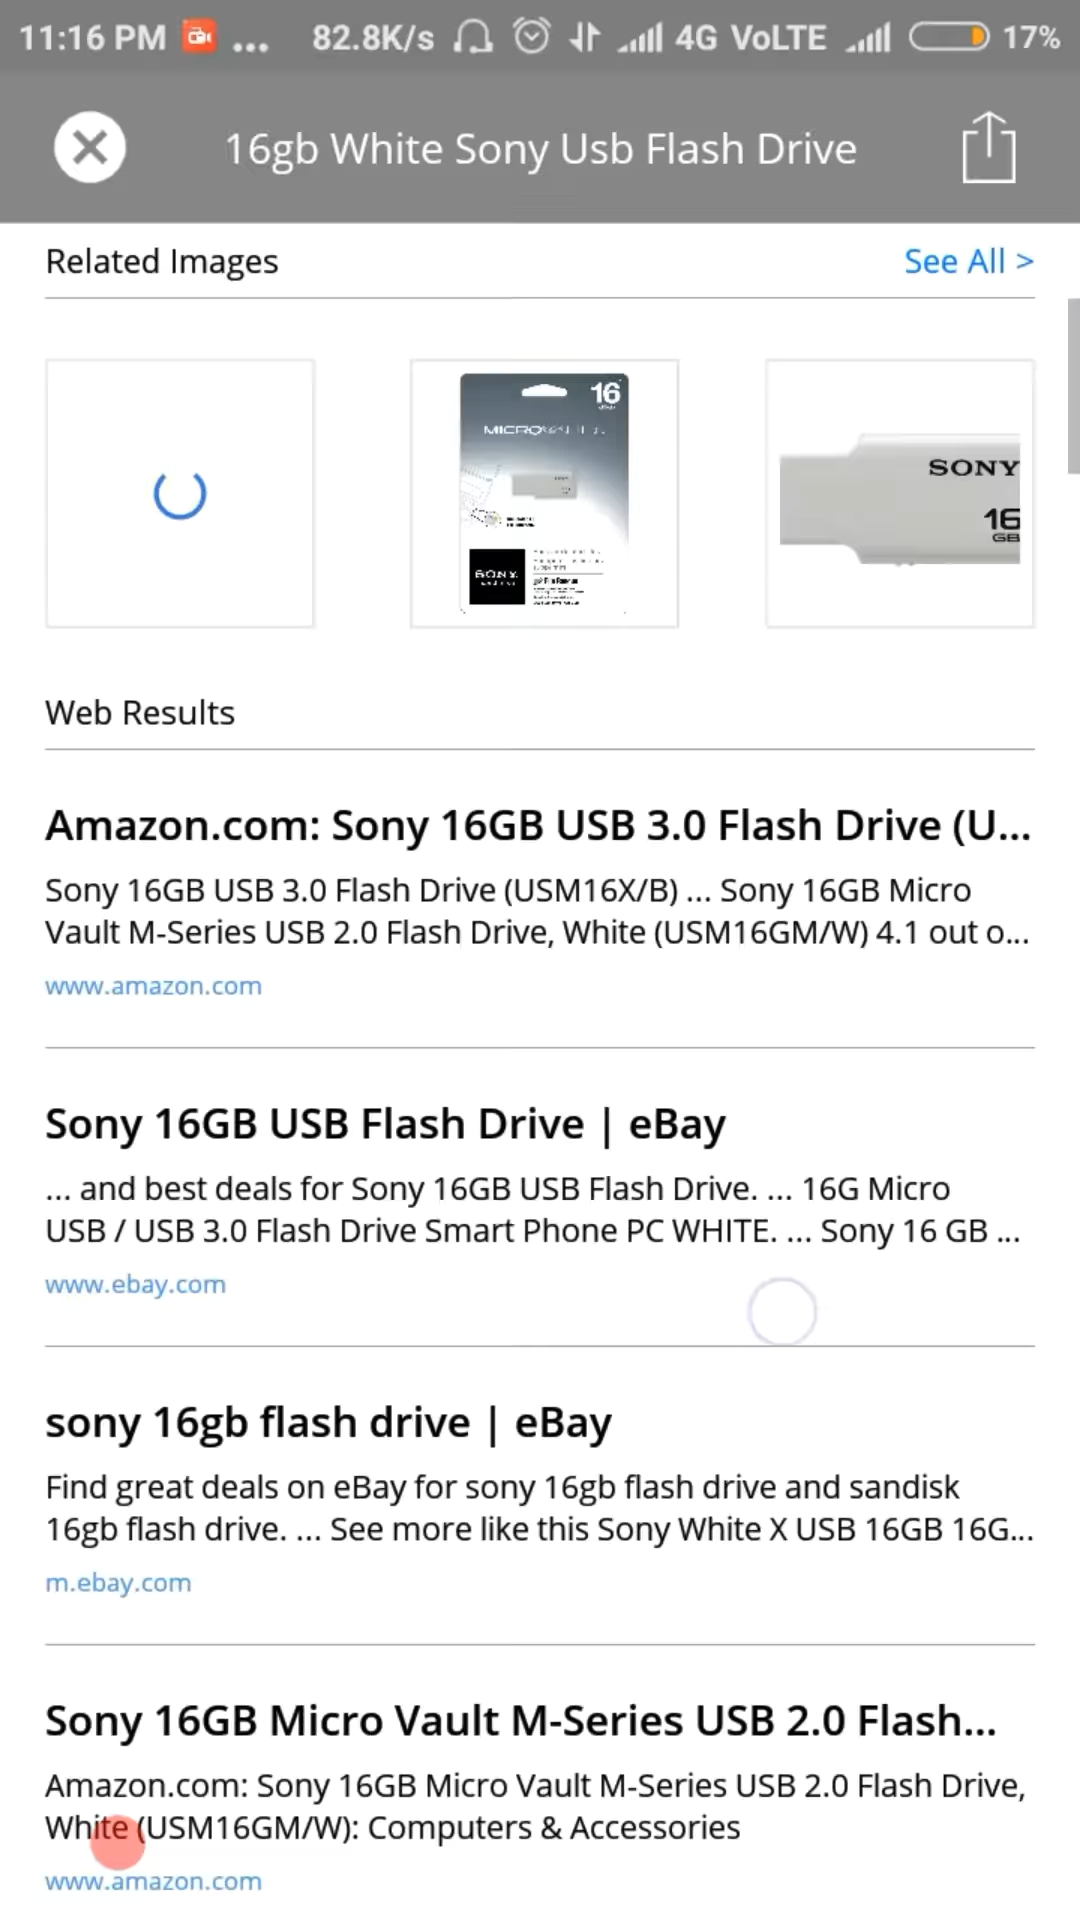 11:16 PM ... 82.8K/s 4G VoLTE 17%
16gb White Sony Usb Flash Drive
Related Images
See All >
16
SONY
SONY
16
GB
Web Results
Amazon.com: Sony 16GB USB 3.0 Flash Drive (U...
Sony 16GB USB 3.0 Flash Drive (USM16X/B) ... Sony 16GB Micro
Vault M-Series USB 2.0 Flash Drive, White (USM16GM/W) 4.1 out o...
www.amazon.com
Sony 16GB USB Flash Drive | eBay
... and best deals for Sony 16GB USB Flash Drive. ... 16G Micro
USB / USB 3.0 Flash Drive Smart Phone PC WHITE. ... Sony 16 GB ...
www.ebay.com
sony 16gb flash drive | eBay
Find great deals on eBay for sony 16gb flash drive and sandisk
16gb flash drive. ... See more like this Sony White X USB 16GB 16G...
m.ebay.com
Sony 16GB Micro Vault M-Series USB 2.0 Flash...
Amazon.com: Sony 16GB Micro Vault M-Series USB 2.0 Flash Drive,
White (USM16GM/W): Computers & Accessories
www.amazon.com